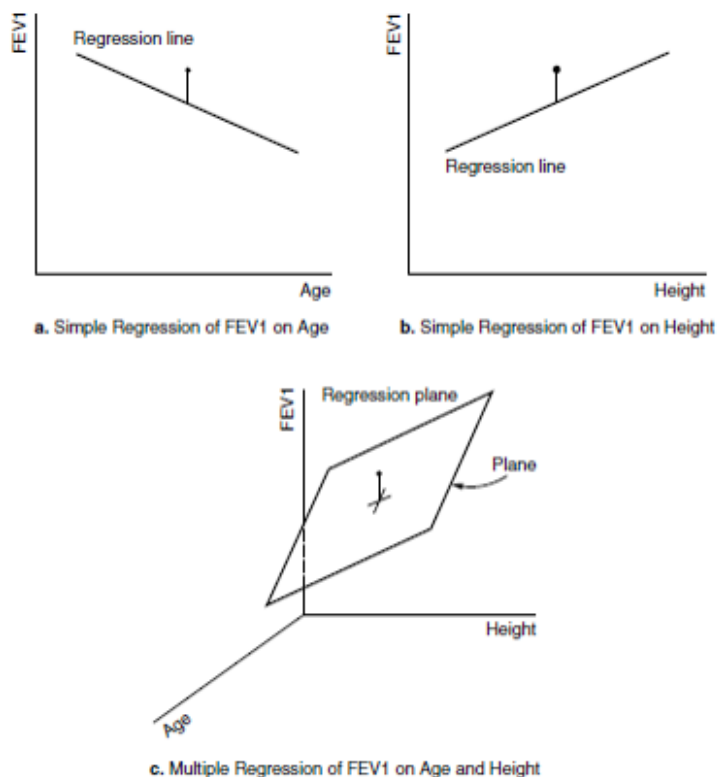 FEV1
Regression line
Age
a. Simple Regression of FEV1 on Age
FEV1
Regression line
Height
b. Simple Regression of FEV1 on Height
FEV1
Regression plane
Plane
Height
Age
c. Multiple Regression of FEV1 on Age and Height